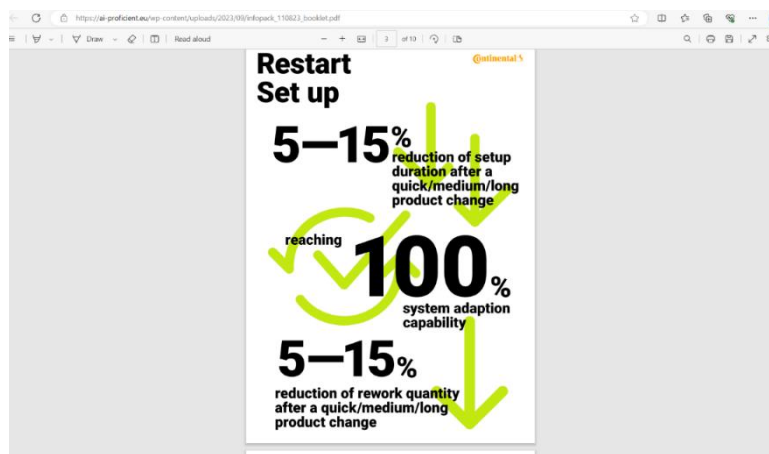 https://ai-proficient.eu/wp-content/uploads/2023/09/infopack_110823_booklet.pdf
Draw
Read aloud
3 of 10
Restart
Set up
Continental
5—15%
reduction of setup
duration after a
quick/medium/long
product change
reaching
100%
system adaption
capability
5—15%
reduction of rework quantity
after a quick/medium/long
product change